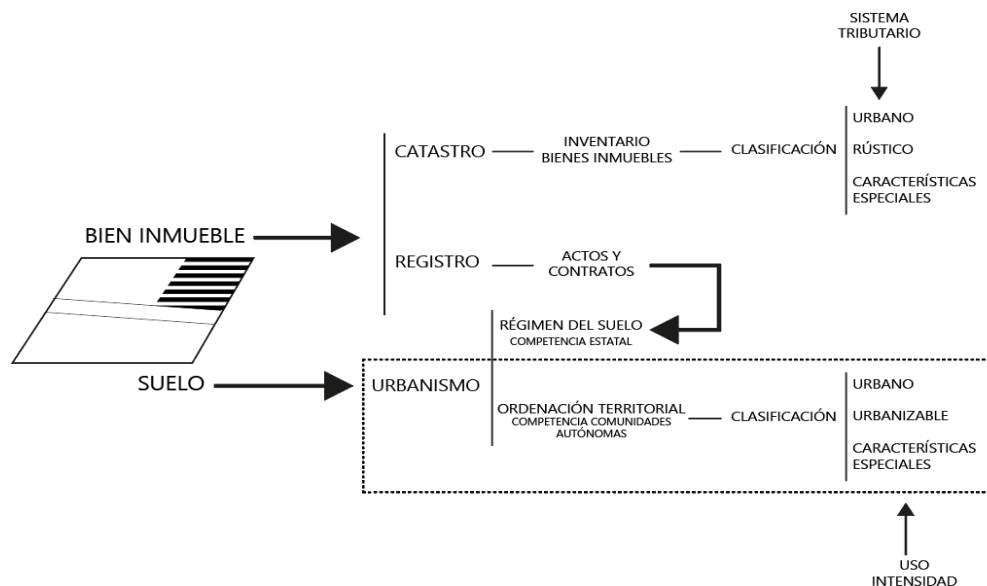 SISTEMA
TRIBUTARIO
URBANO
CATASTRO
INVENTARIO
BIENES INMUEBLES
CLASIFICACIÓN
RÚSTICO
CARACTERÍSTICAS
ESPECIALES
BIEN INMUEBLE
REGISTRO
ACTOS Y
CONTRATOS
RÉGIMEN DEL SUELO
COMPETENCIA ESTATAL
SUELO
URBANISMO
ORDENACIÓN TERRITORIAL
COMPETENCIA COMUNIDADES
AUTÓNOMAS
CLASIFICACIÓN
URBANO
URBANIZABLE
CARACTERÍSTICAS
ESPECIALES
USO
INTENSIDAD